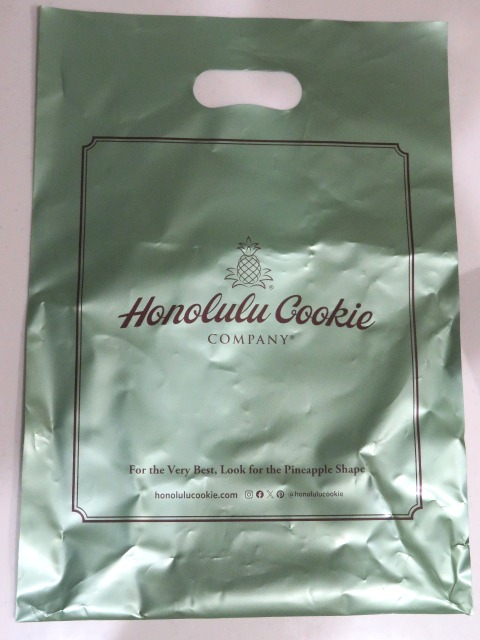 Honolulu Cookie
COMPANY®
For the Very Best, Look for the Pineapple Shape
honolulucookie.com @honolulucookie